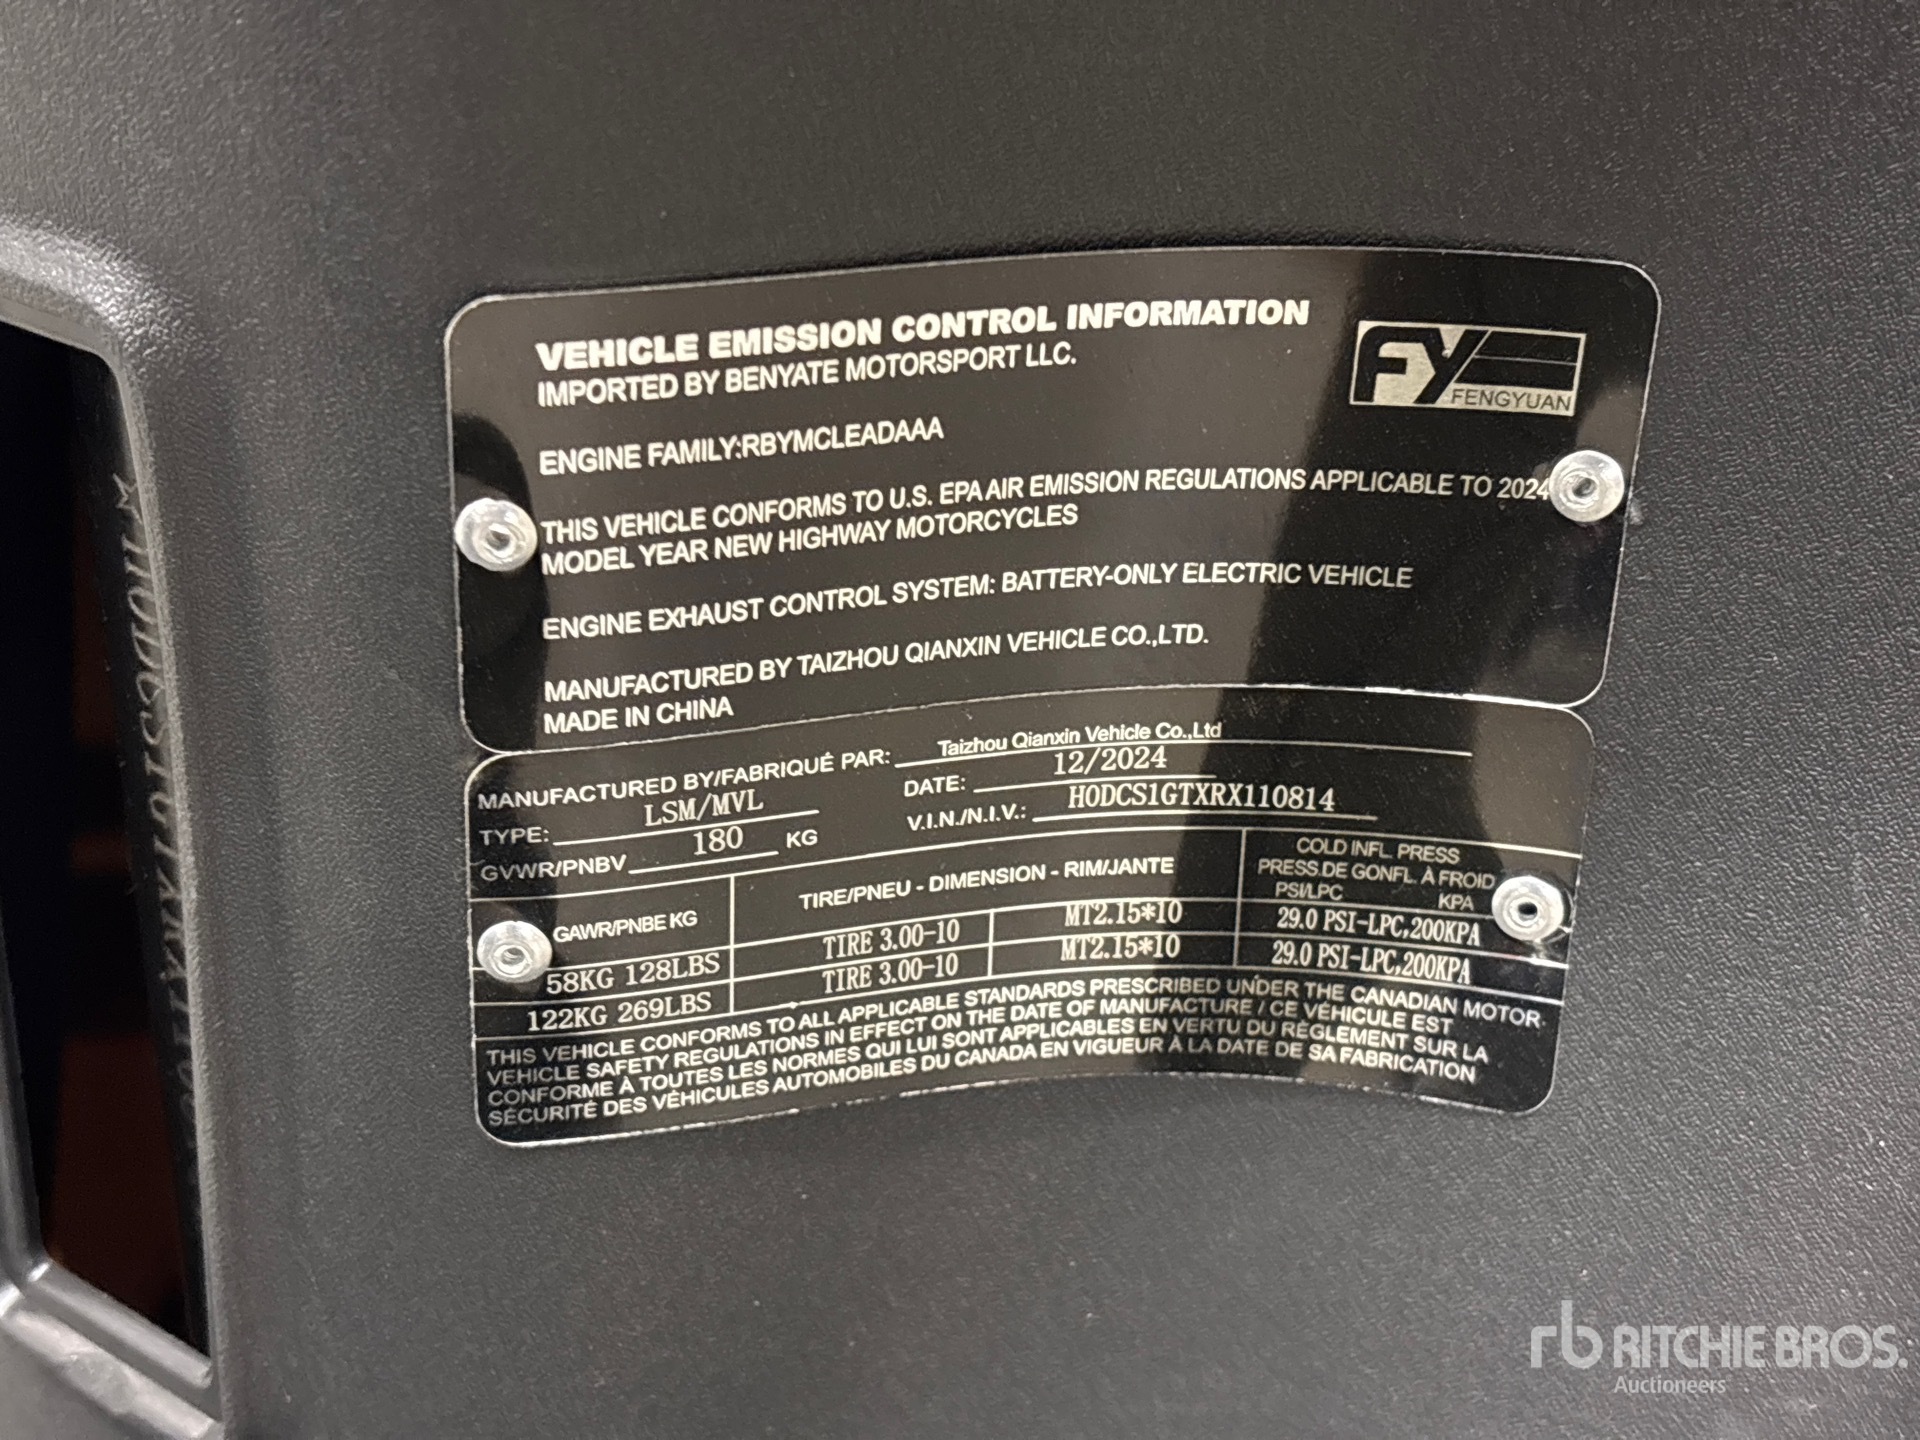 VEHICLE EMISSION CONTROL INFORMATION
IMPORTED BY BENYATE MOTORSPORT LLC.
FY
FENGYUAN
ENGINE FAMILY:RBYMCLEADAAA
THIS VEHICLE CONFORMS TO U.S. EPA AIR EMISSION REGULATIONS APPLICABLE TO 2024
MODEL YEAR NEW HIGHWAY MOTORCYCLES
ENGINE EXHAUST CONTROL SYSTEM: BATTERY-ONLY ELECTRIC VEHICLE
MANUFACTURED BY TAIZHOU QIANXIN VEHICLE CO.,LTD.
MADE IN CHINA
MANUFACTURED BY/FABRIQUÉ PAR: Taizhou Qianxin Vehicle Co.,Ltd
TYPE: LSM/MVL DATE: 12/2024
GVWR/PNBV 180 KG V.I.N./N.I.V.: H0DCS1GTXRX110814
GAWR/PNBE KG TIRE/PNEU - DIMENSION - RIM/JANTE
COLD INFL. PRESS
PRESS.DE GONFL. À FROID
PSI/LPC KPA
58KG 128LBS TIRE 3.00-10 MT2.15*10 29.0 PSI-LPC,200KPA
122KG 269LBS TIRE 3.00-10 MT2.15*10 29.0 PSI-LPC,200KPA
THIS VEHICLE CONFORMS TO ALL APPLICABLE STANDARDS PRESCRIBED UNDER THE CANADIAN MOTOR
VEHICLE SAFETY REGULATIONS IN EFFECT ON THE DATE OF MANUFACTURE / CE VÉHICULE EST
CONFORME À TOUTES LES NORMES QUI LUI SONT APPLICABLES EN VERTU DU RÈGLEMENT SUR LA
SÉCURITÉ DES VÉHICULES AUTOMOBILES DU CANADA EN VIGUEUR À LA DATE DE SA FABRICATION
rb RITCHIE BROS.
Auctioneers